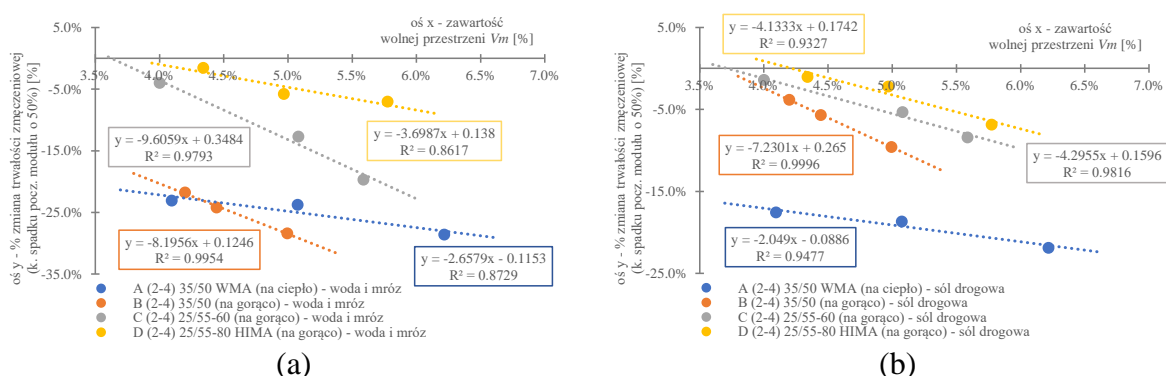 oś y - % zmiana trwałości zmęczeniowej
(k. spadku pocz. modułu o 50%) [%]
5.0%
-5.0%
-15.0%
-25.0%
-35.0%
oś x - zawartość
wolnej przestrzeni Vm [%]
3.5% 4.0% 4.5% 5.0% 5.5% 6.0% 6.5% 7.0%
y = -9.6059x + 0.3484
R² = 0.9793
y = -3.6987x + 0.138
R² = 0.8617
y = -8.1956x + 0.1246
R² = 0.9954
y = -2.6579x - 0.1153
R² = 0.8729
A (2-4) 35/50 WMA (na ciepło) - woda i mróz
B (2-4) 35/50 (na gorąco) - woda i mróz
C (2-4) 25/55-60 (na gorąco) - woda i mróz
D (2-4) 25/55-80 HIMA (na gorąco) - woda i mróz
(a)
oś y - % zmiana trwałości zmęczeniowej
(k. spadku pocz. modułu o 50%) [%]
5.0%
-5.0%
-15.0%
-25.0%
y = -4.1333x + 0.1742
R² = 0.9327
oś x - zawartość
wolnej przestrzeni Vm [%]
3.5% 4.0% 4.5% 5.0% 5.5% 6.0% 6.5% 7.0%
y = -7.2301x + 0.265
R² = 0.9996
y = -4.2955x + 0.1596
R² = 0.9816
y = -2.049x - 0.0886
R² = 0.9477
A (2-4) 35/50 WMA (na ciepło) - sól drogowa
B (2-4) 35/50 (na gorąco) - sól drogowa
C (2-4) 25/55-60 (na gorąco) - sól drogowa
D (2-4) 25/55-80 HIMA (na gorąco) - sól drogowa
(b)